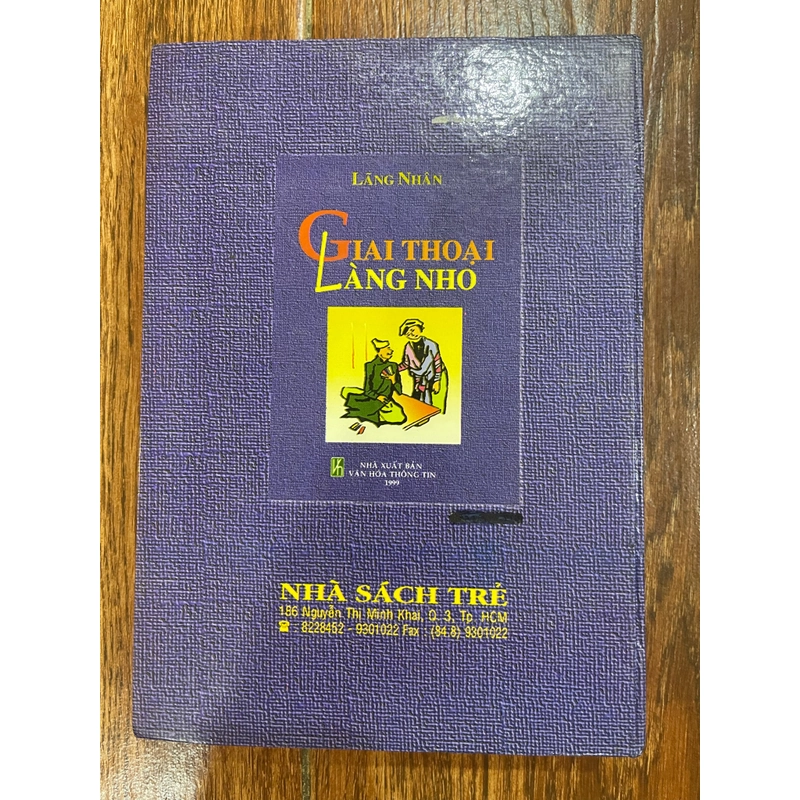 LÃNG NHÂN
GIAI THOẠI
LÀNG NHO
NHÀ XUẤT BẢN
VĂN HÓA THÔNG TIN
1999
NHÀ SÁCH TRẺ
186 Nguyễn Thị Minh Khai, Q. 3, Tp. HCM
☎ 8228452 - 9301022 Fax : (84.8) 9301022